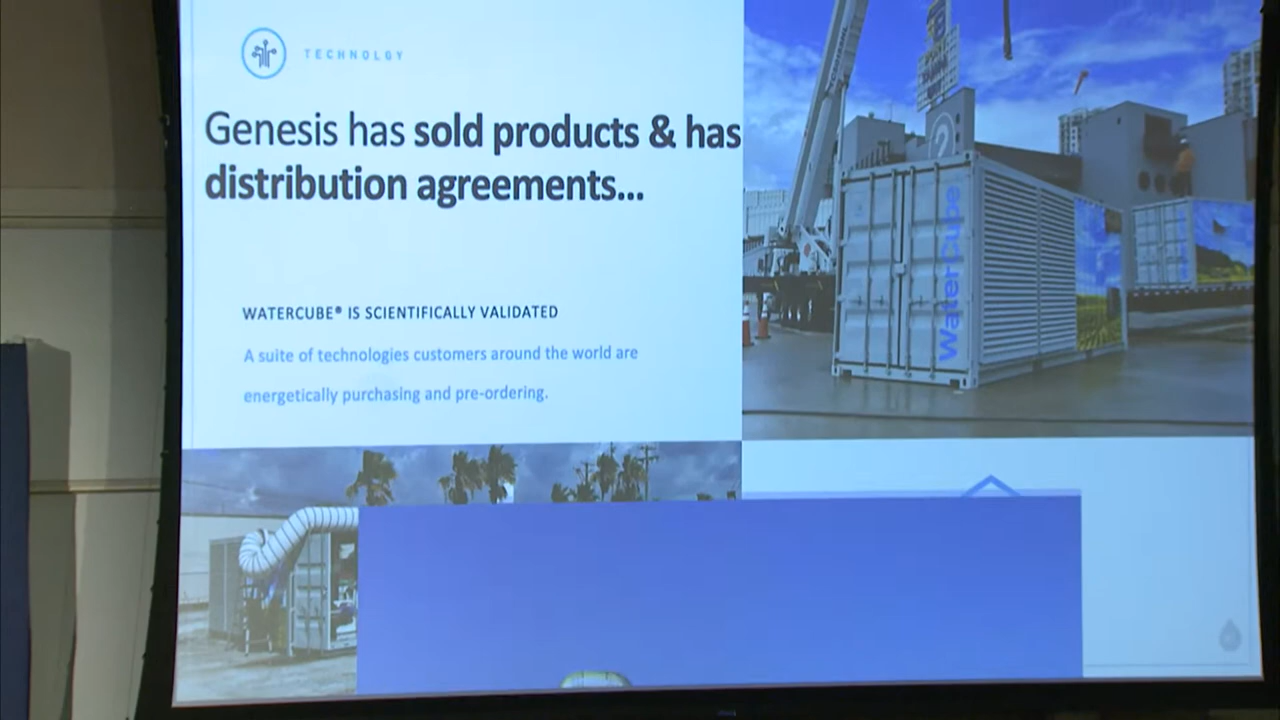 TECHNOLGY
Genesis has sold products & has
distribution agreements...
WATERCUBE® IS SCIENTIFICALLY VALIDATED
A suite of technologies customers around the world are
energetically purchasing and pre-ordering.
WaterCube